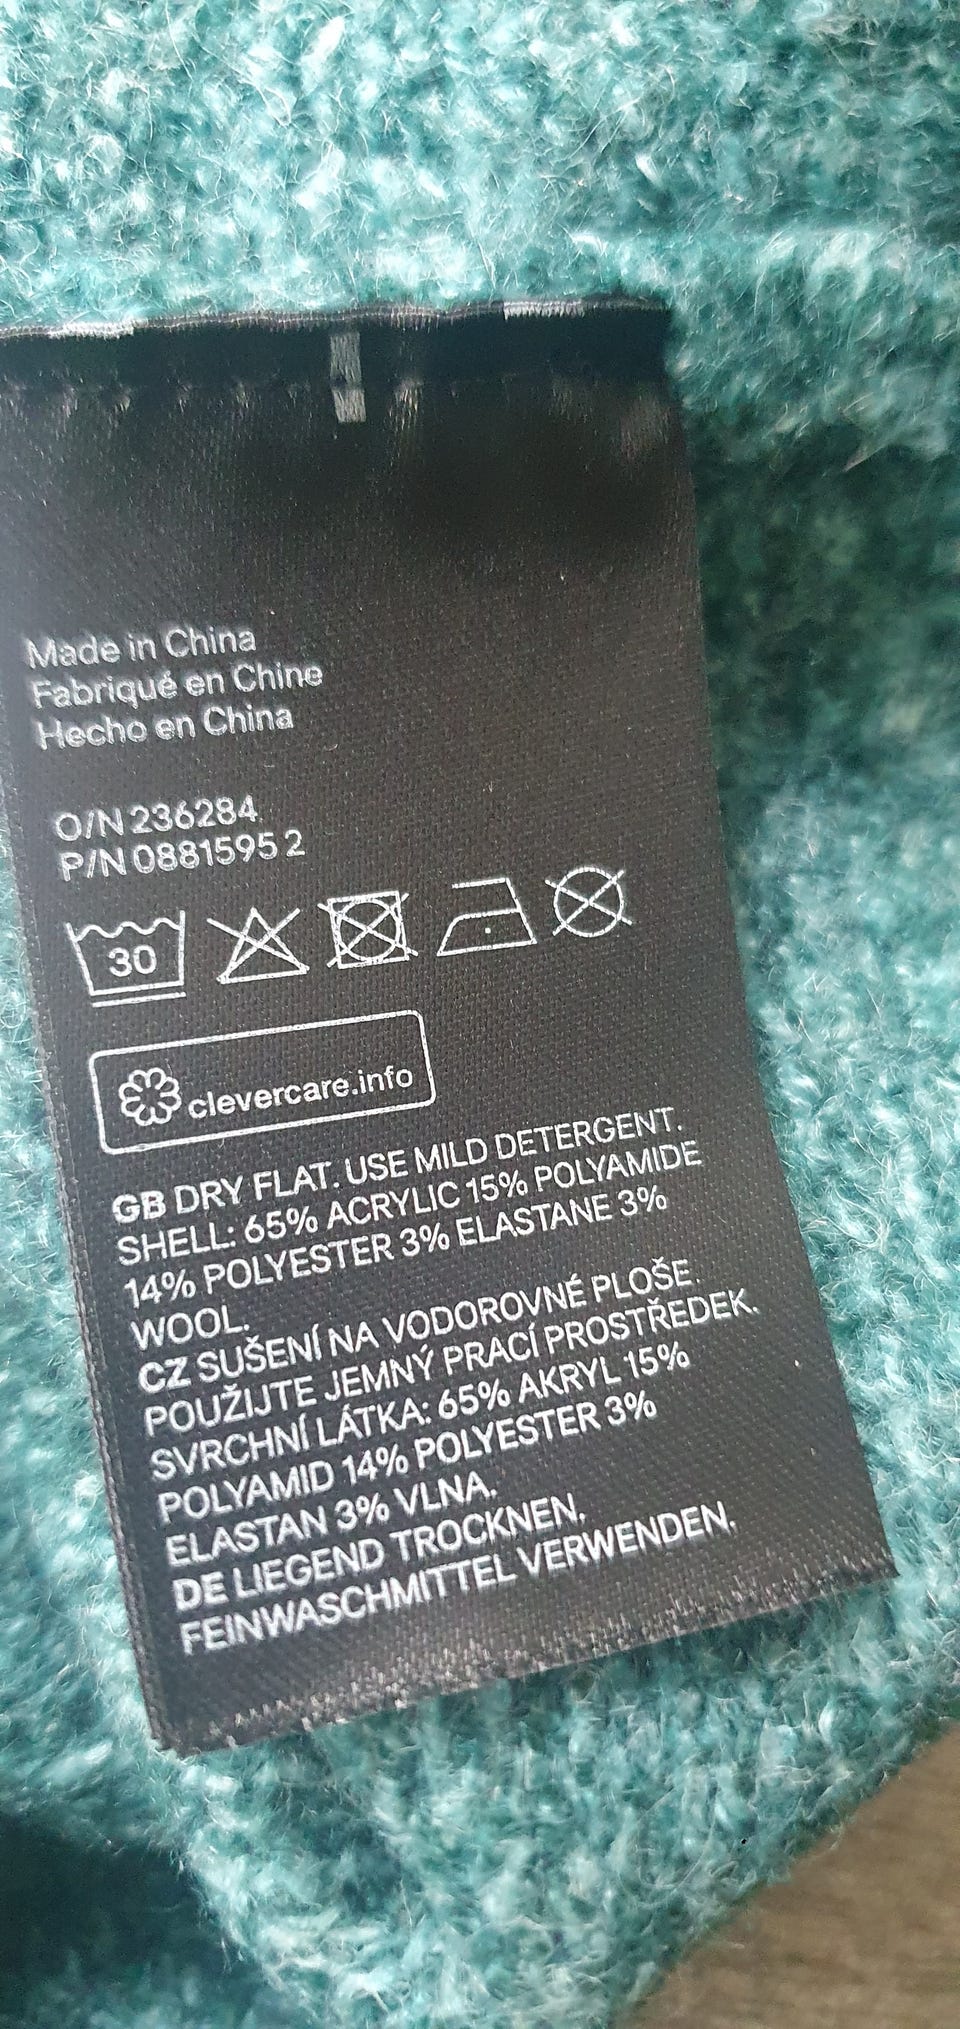 Made in China
Fabriqué en Chine
Hecho en China
O/N 236284
P/N 0881595 2
30
clevercare.info
GB DRY FLAT. USE MILD DETERGENT.
SHELL: 65% ACRYLIC 15% POLYAMIDE
14% POLYESTER 3% ELASTANE 3%
WOOL.
CZ SUŠENÍ NA VODOROVNÉ PLOŠE.
POUŽIJTE JEMNÝ PRACÍ PROSTŘEDEK.
SVRCHNÍ LÁTKA: 65% AKRYL 15%
POLYAMID 14% POLYESTER 3%
ELASTAN 3% VLNA.
DE LIEGEND TROCKNEN.
FEINWASCHMITTEL VERWENDEN.